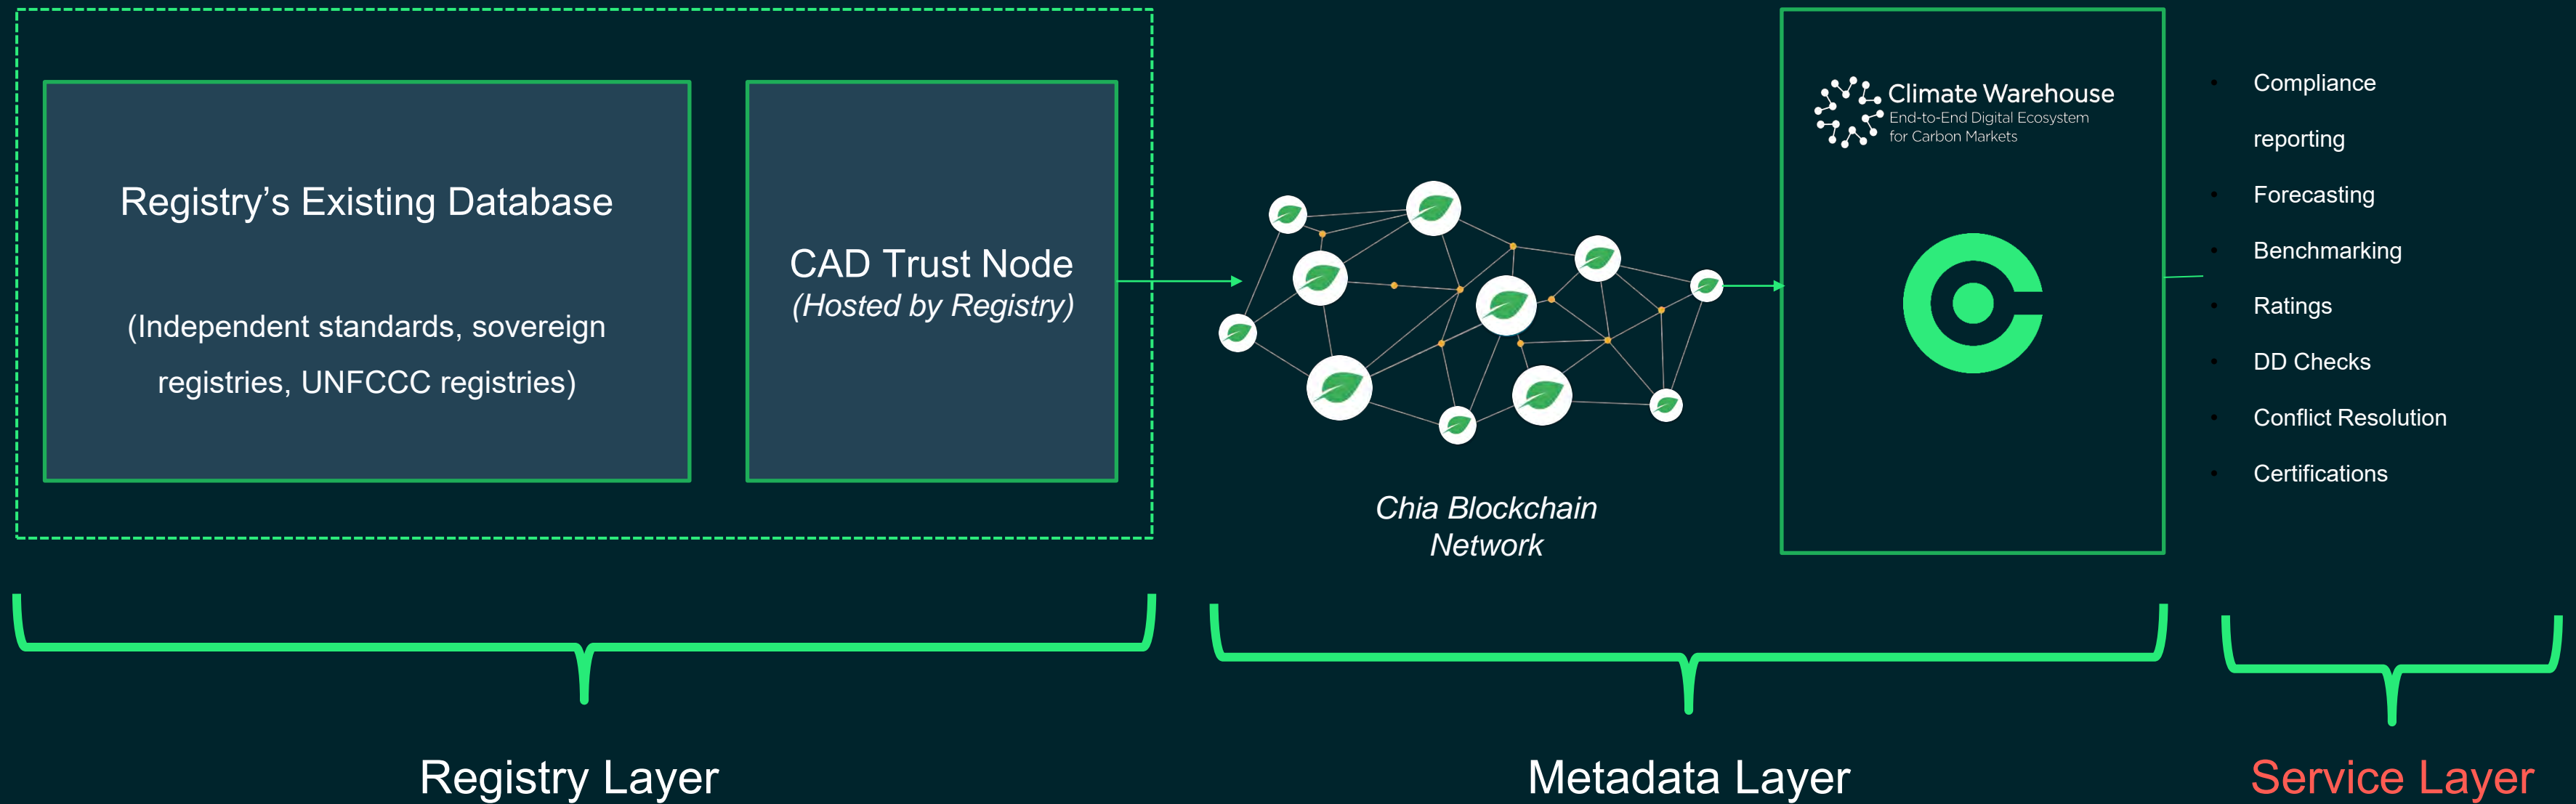 Registry’s Existing Database
(Independent standards, sovereign
registries, UNFCCC registries)
CAD Trust Node
(Hosted by Registry)
Chia Blockchain
Network
Climate Warehouse
End-to-End Digital Ecosystem
for Carbon Markets
• Compliance
reporting
• Forecasting
• Benchmarking
• Ratings
• DD Checks
• Conflict Resolution
• Certifications
Registry Layer
Metadata Layer
Service Layer